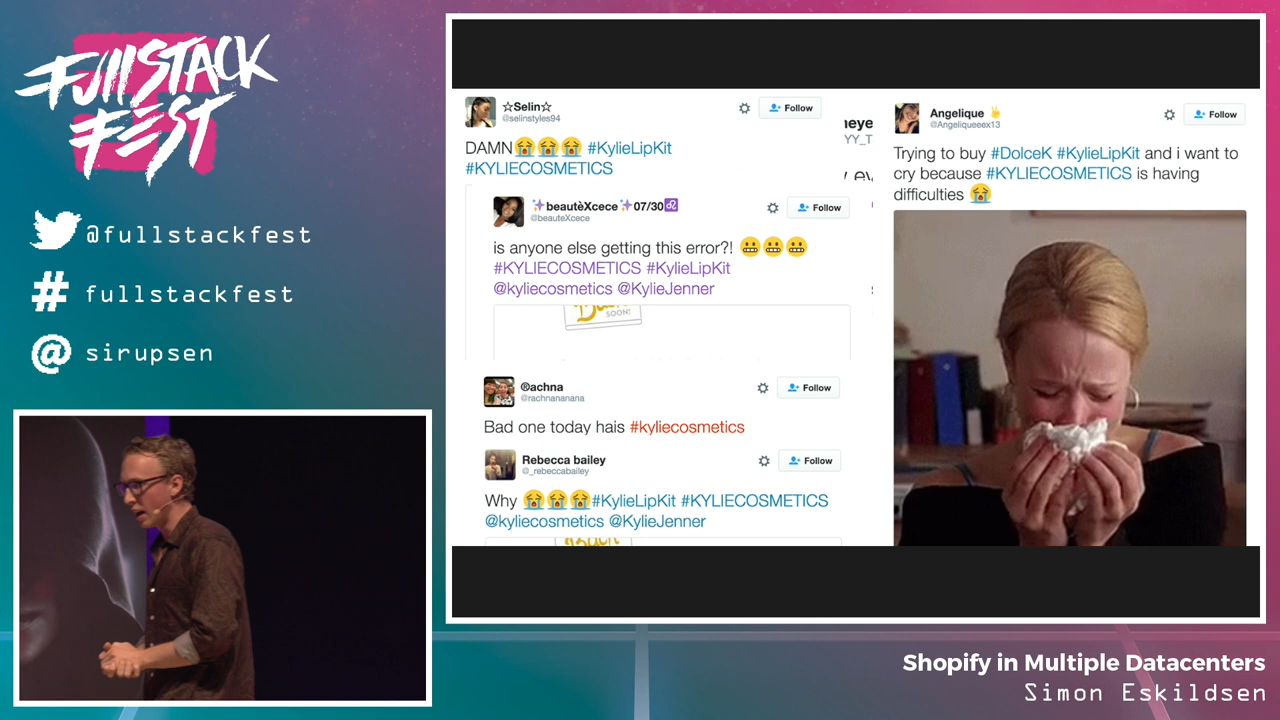 FullSTACK
FEST
@fullstackfest
# fullstackfest
@ sirupsen
☆Selin☆
@selinstyles94
Follow
DAMN😭😭😭 #KylieLipKit
#KYLIECOSMETICS
✨beautèXcece✨07/30♌
@beauteXcece
Follow
is anyone else getting this error?! 😬😬😬
#KYLIECOSMETICS #KylieLipKit
@kyliecosmetics @KylieJenner
SOON!
®achna
@rachnananana
Follow
Bad one today hais #kyliecosmetics
Rebecca bailey
@_rebeccabailey
Follow
Why 😭😭😭#KylieLipKit #KYLIECOSMETICS
@kyliecosmetics @KylieJenner
Angelique
@Angeliqueeex13
Follow
Trying to buy #DolceK #KylieLipKit and i want to
cry because #KYLIECOSMETICS is having
difficulties 😭
Shopify in Multiple Datacenters
Simon Eskildsen